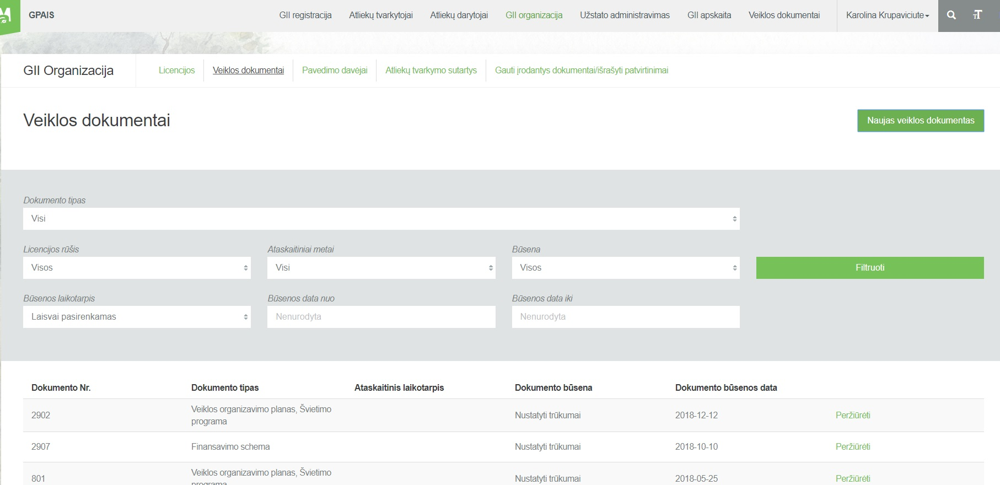 GPAIS
GII registracija
Atliekų tvarkytojai
Atliekų darytojai
GII organizacija
Užstato administravimas
GII apskaita
Veiklos dokumentai
Karolina Krupaviciute
GII Organizacija
Licencijos
Veiklos dokumentai
Pavedimo davėjai
Atliekų tvarkymo sutartys
Gauti įrodantys dokumentai/išrašyti patvirtinimai
Veiklos dokumentai
Naujas veiklos dokumentas
Dokumento tipas
Visi
Licencijos rūšis
Ataskaitiniai metai
Būsena
Visos
Visi
Visos
Filtruoti
Būsenos laikotarpis
Būsenos data nuo
Būsenos data iki
Laisvai pasirenkamas
Nenurodyta
Nenurodyta
Dokumento Nr.
Dokumento tipas
Ataskaitinis laikotarpis
Dokumento būsena
Dokumento būsenos data
2902
Veiklos organizavimo planas, Švietimo
programa
Nustatyti trūkumai
2018-12-12
Peržiūrėti
2907
Finansavimo schema
Nustatyti trūkumai
2018-10-10
Peržiūrėti
801
Veiklos organizavimo planas, Švietimo
programa
Nustatyti trūkumai
2018-05-25
Peržiūrėti